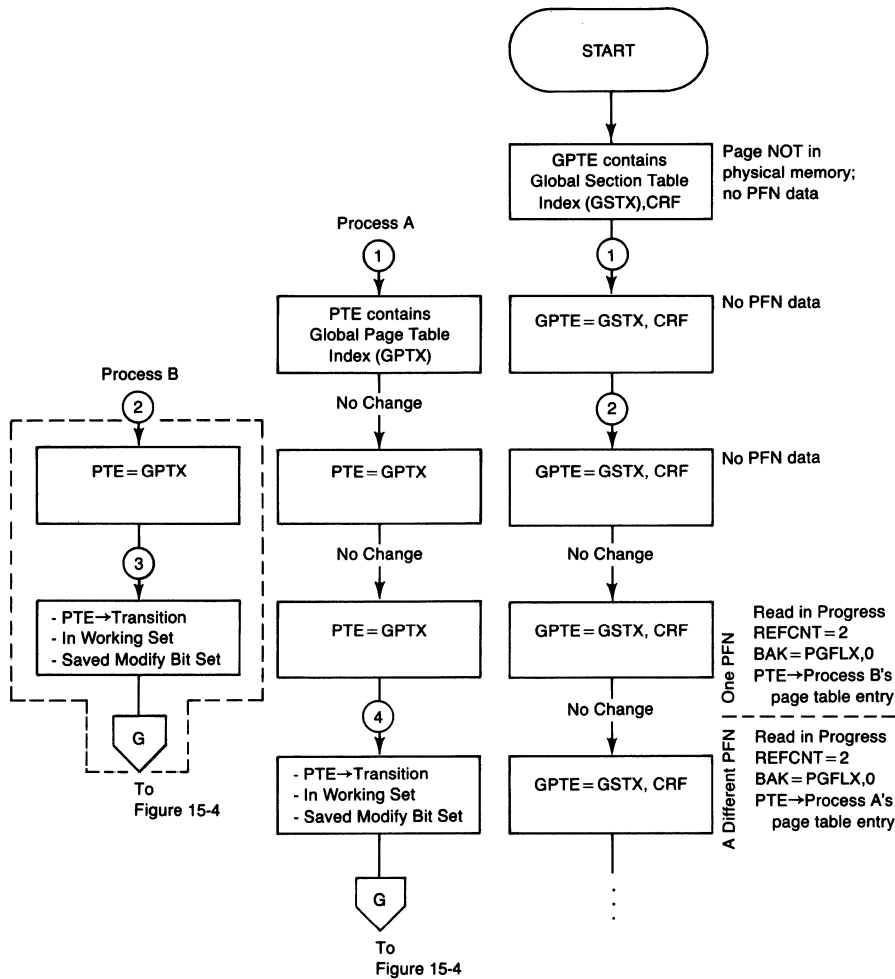 START
GPTE contains
Global Section Table
Index (GSTX),CRF
Page NOT in
physical memory;
no PFN data
Process A
1
1
PTE contains
Global Page Table
Index (GPTX)
GPTE=GSTX, CRF
No PFN data
Process B
No Change
2
2
PTE=GPTX
PTE=GPTX
GPTE=GSTX, CRF
No PFN data
3
No Change
No Change
- PTE→Transition
- In Working Set
- Saved Modify Bit Set
PTE=GPTX
GPTE=GSTX, CRF
One PFN
Read in Progress
REFCNT=2
BAK=PGFLX,0
PTE→Process B's
page table entry
G
To
Figure 15-4
4
No Change
- PTE→Transition
- In Working Set
- Saved Modify Bit Set
GPTE=GSTX, CRF
A Different PFN
Read in Progress
REFCNT=2
BAK=PGFLX,0
PTE→Process A's
page table entry
G
To
Figure 15-4